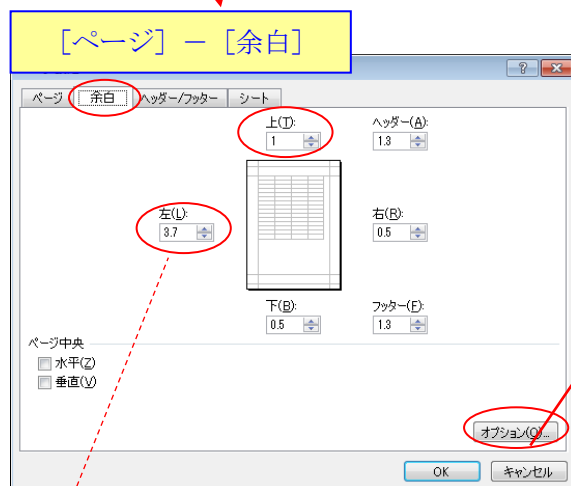 ［ページ］－［余白］
ページ 余白 ヘッダー/フッター シート
上(T):
1
ヘッダー(A):
1.3
左(L):
3.7
右(R):
0.5
下(B):
0.5
フッター(F):
1.3
ページ中央
水平(Z)
垂直(V)
オプション(O)...
OK キャンセル